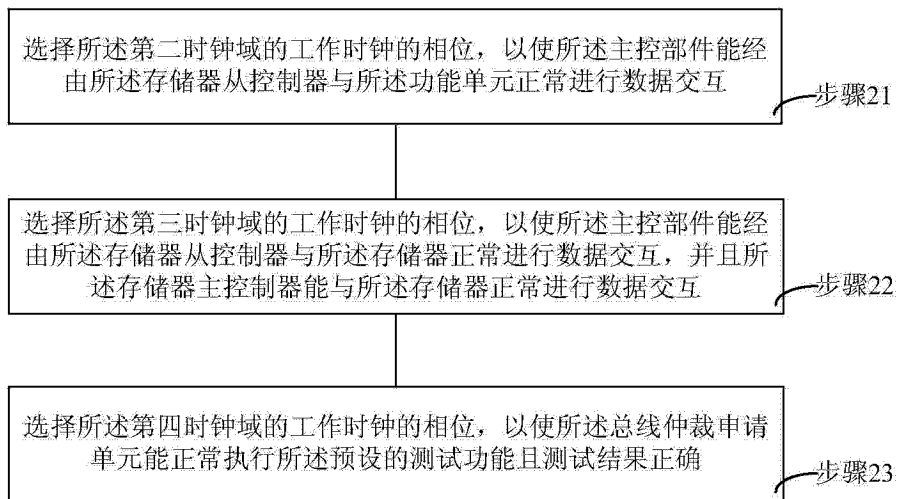 选择所述第二时钟域的工作时钟的相位，以使所述主控部件能经
由所述存储器从控制器与所述功能单元正常进行数据交互
步骤21
选择所述第三时钟域的工作时钟的相位，以使所述主控部件能经
由所述存储器从控制器与所述存储器正常进行数据交互，并且所
述存储器主控制器能与所述存储器正常进行数据交互
步骤22
选择所述第四时钟域的工作时钟的相位，以使所述总线仲裁申请
单元能正常执行所述预设的测试功能且测试结果正确
步骤23